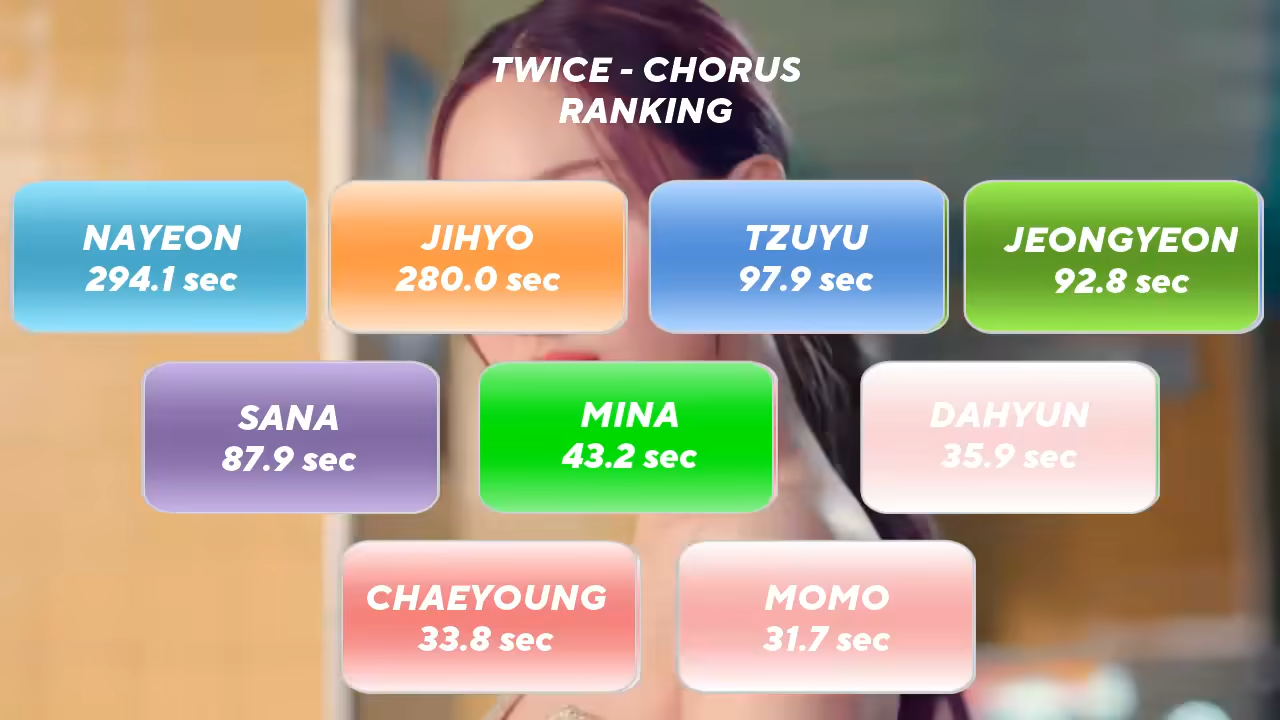 TWICE - CHORUS
RANKING
NAYEON
294.1 sec
JIHYO
280.0 sec
TZUYU
97.9 sec
JEONGYEON
92.8 sec
SANA
87.9 sec
MINA
43.2 sec
DAHYUN
35.9 sec
CHAEYOUNG
33.8 sec
MOMO
31.7 sec